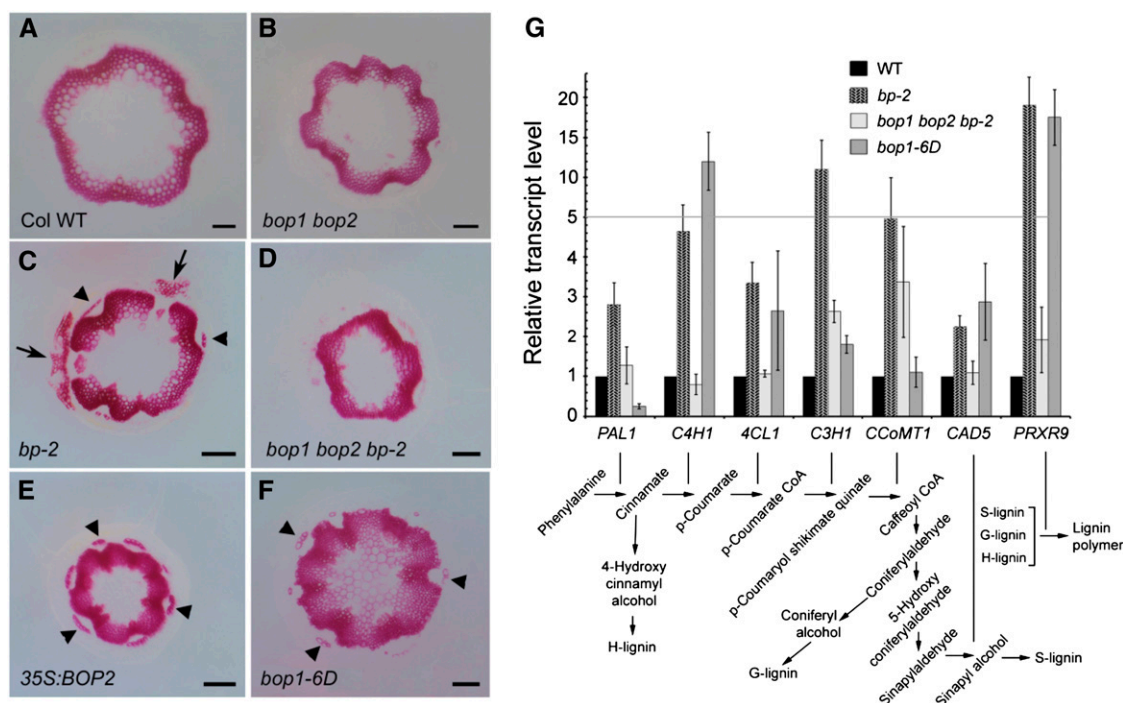 A
Col WT
B
bop1 bop2
C
bp-2
D
bop1 bop2 bp-2
E
35S:BOP2
F
bop1-6D
G
WT
bp-2
bop1 bop2 bp-2
bop1-6D
Relative transcript level
20
15
10
5
3
2
1
0
PAL1 C4H1 4CL1 C3H1 CCoMT1 CAD5 PRXR9
Phenylalanine
Cinnamate
p-Coumarate
p-Coumarate CoA
p-Coumaryol shikimate quinate
Caffeoyl CoA
Coniferylaldehyde
5-Hydroxy
coniferylaldehyde
Sinapylaldehyde
Sinapyl alcohol
S-lignin
4-Hydroxy
cinnamyl
alcohol
H-lignin
Coniferyl
alcohol
G-lignin
S-lignin
G-lignin
H-lignin
Lignin
polymer